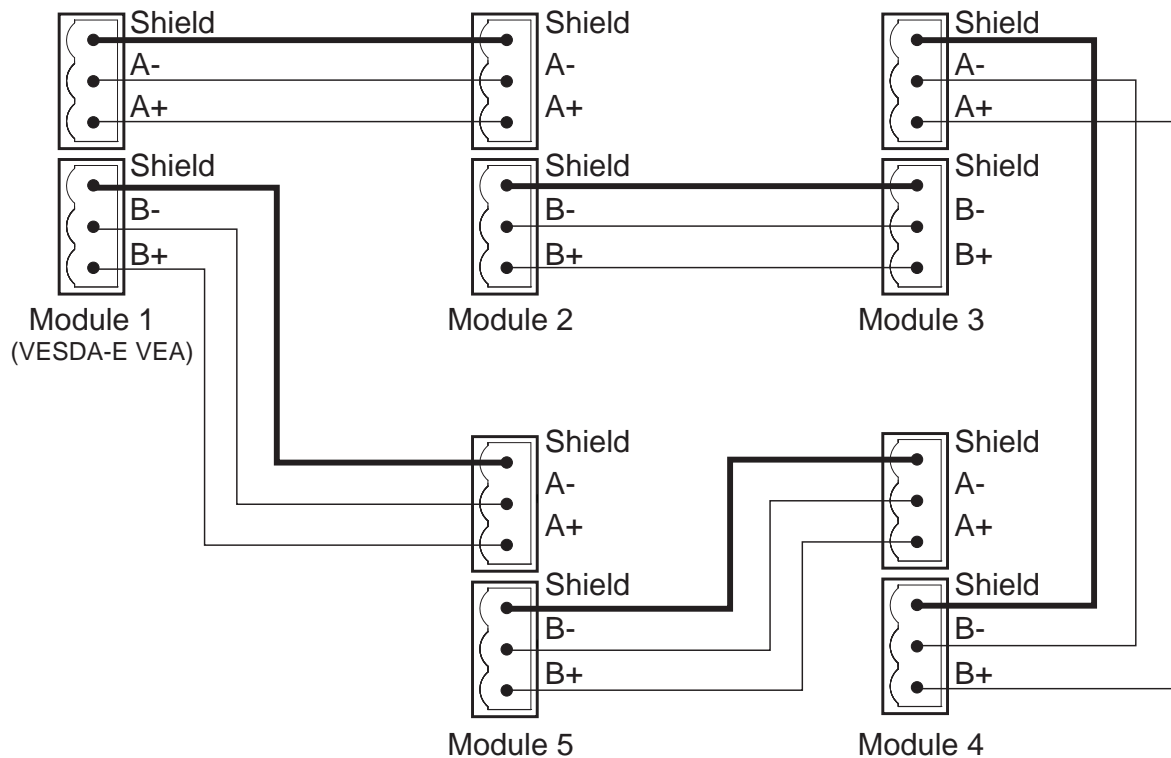 Shield
A-
A+
Shield
B-
B+
Module 1
(VESDA-E VEA)
Shield
A-
A+
Shield
B-
B+
Module 2
Shield
A-
A+
Shield
B-
B+
Module 3
Shield
A-
A+
Shield
B-
B+
Module 5
Shield
A-
A+
Shield
B-
B+
Module 4